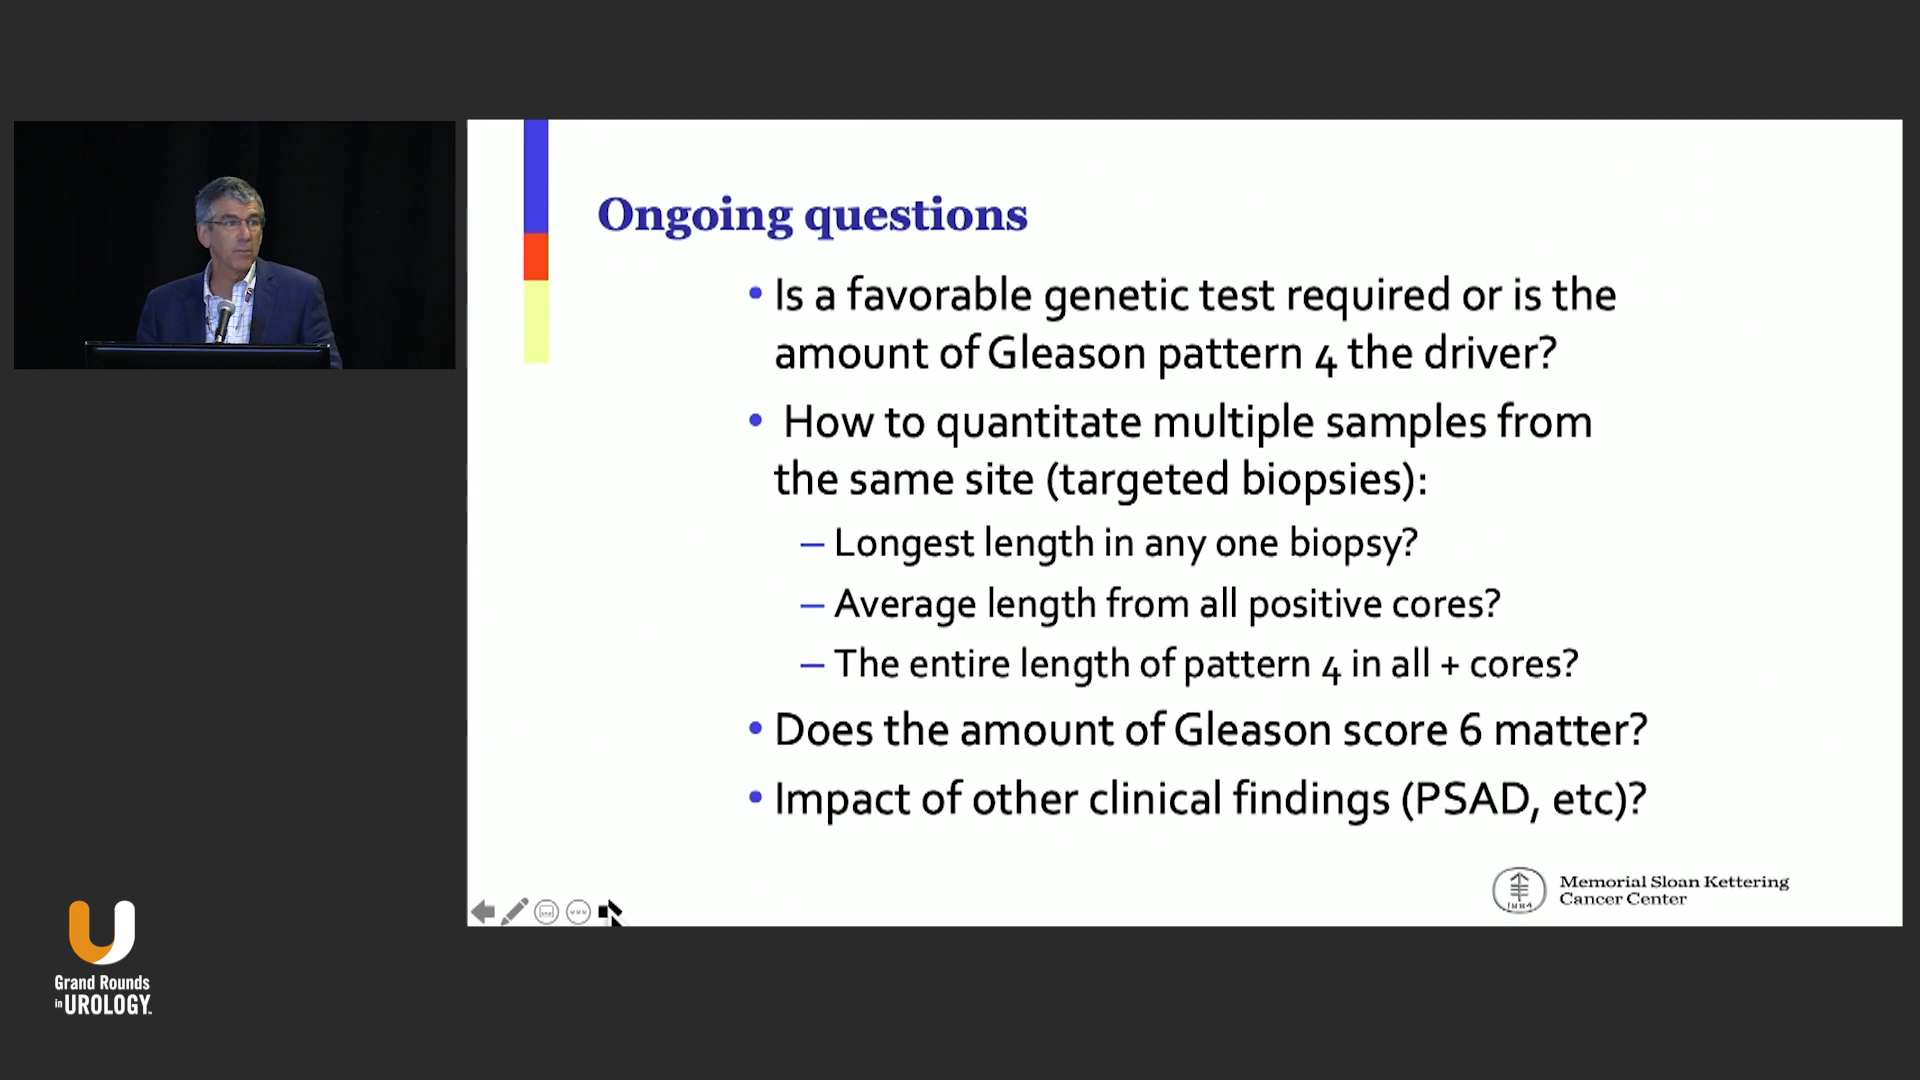 Ongoing questions
• Is a favorable genetic test required or is the
amount of Gleason pattern 4 the driver?
• How to quantitate multiple samples from
the same site (targeted biopsies):
– Longest length in any one biopsy?
– Average length from all positive cores?
– The entire length of pattern 4 in all + cores?
• Does the amount of Gleason score 6 matter?
• Impact of other clinical findings (PSAD, etc)?
Memorial Sloan Kettering
Cancer Center
Grand Rounds
in UROLOGY